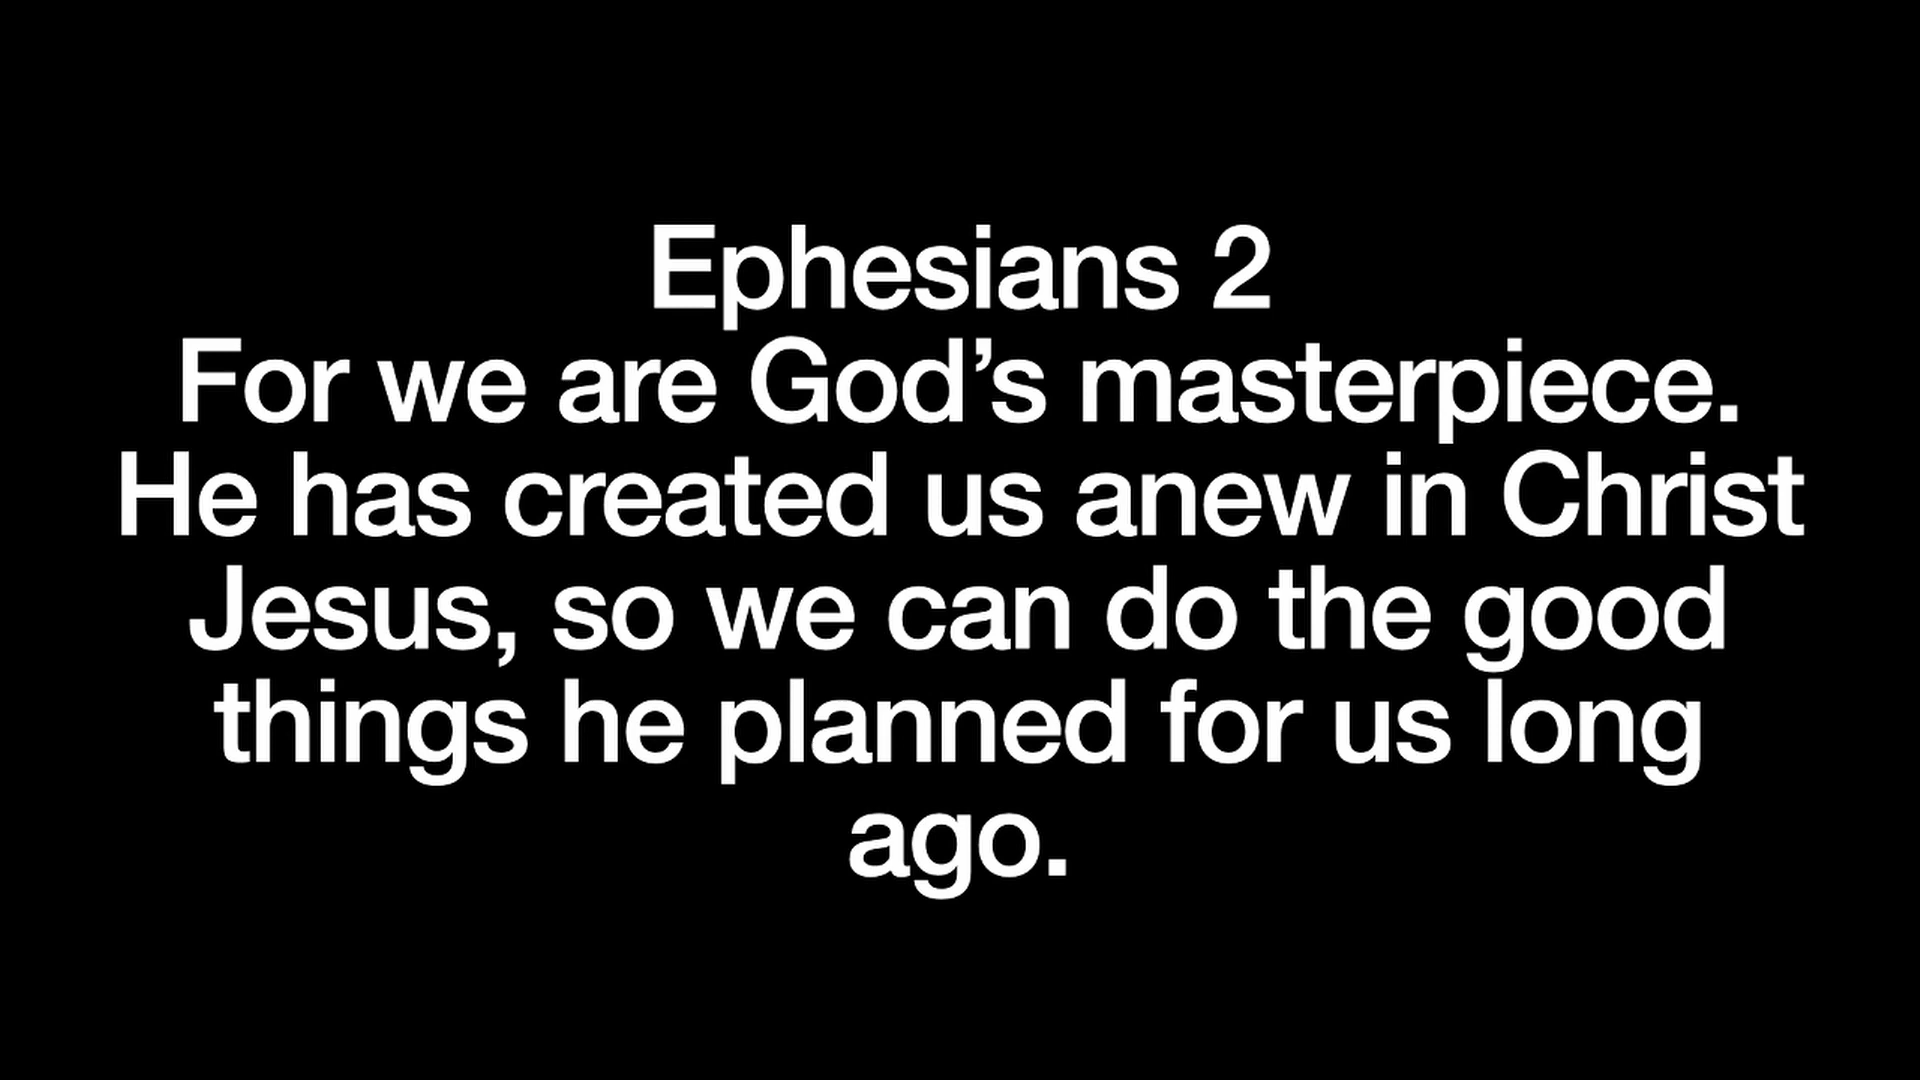 Ephesians 2
For we are God’s masterpiece.
He has created us anew in Christ
Jesus, so we can do the good
things he planned for us long
ago.